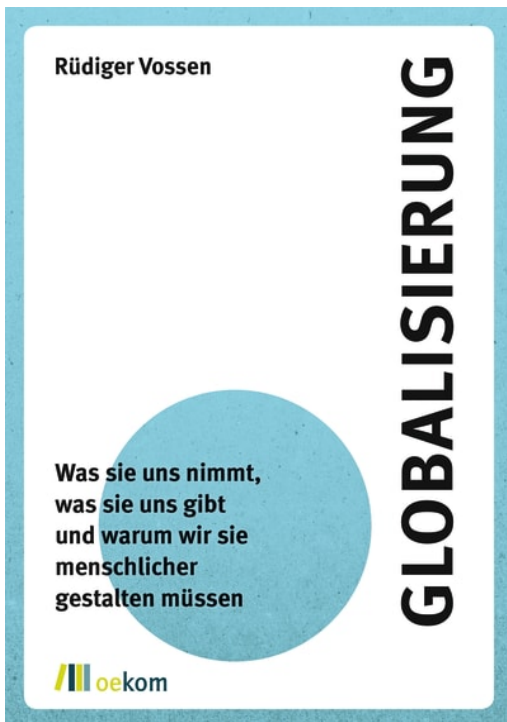 Rüdiger Vossen
GLOBALISIERUNG
Was sie uns nimmt,
was sie uns gibt
und warum wir sie
menschlicher
gestalten müssen
oekom